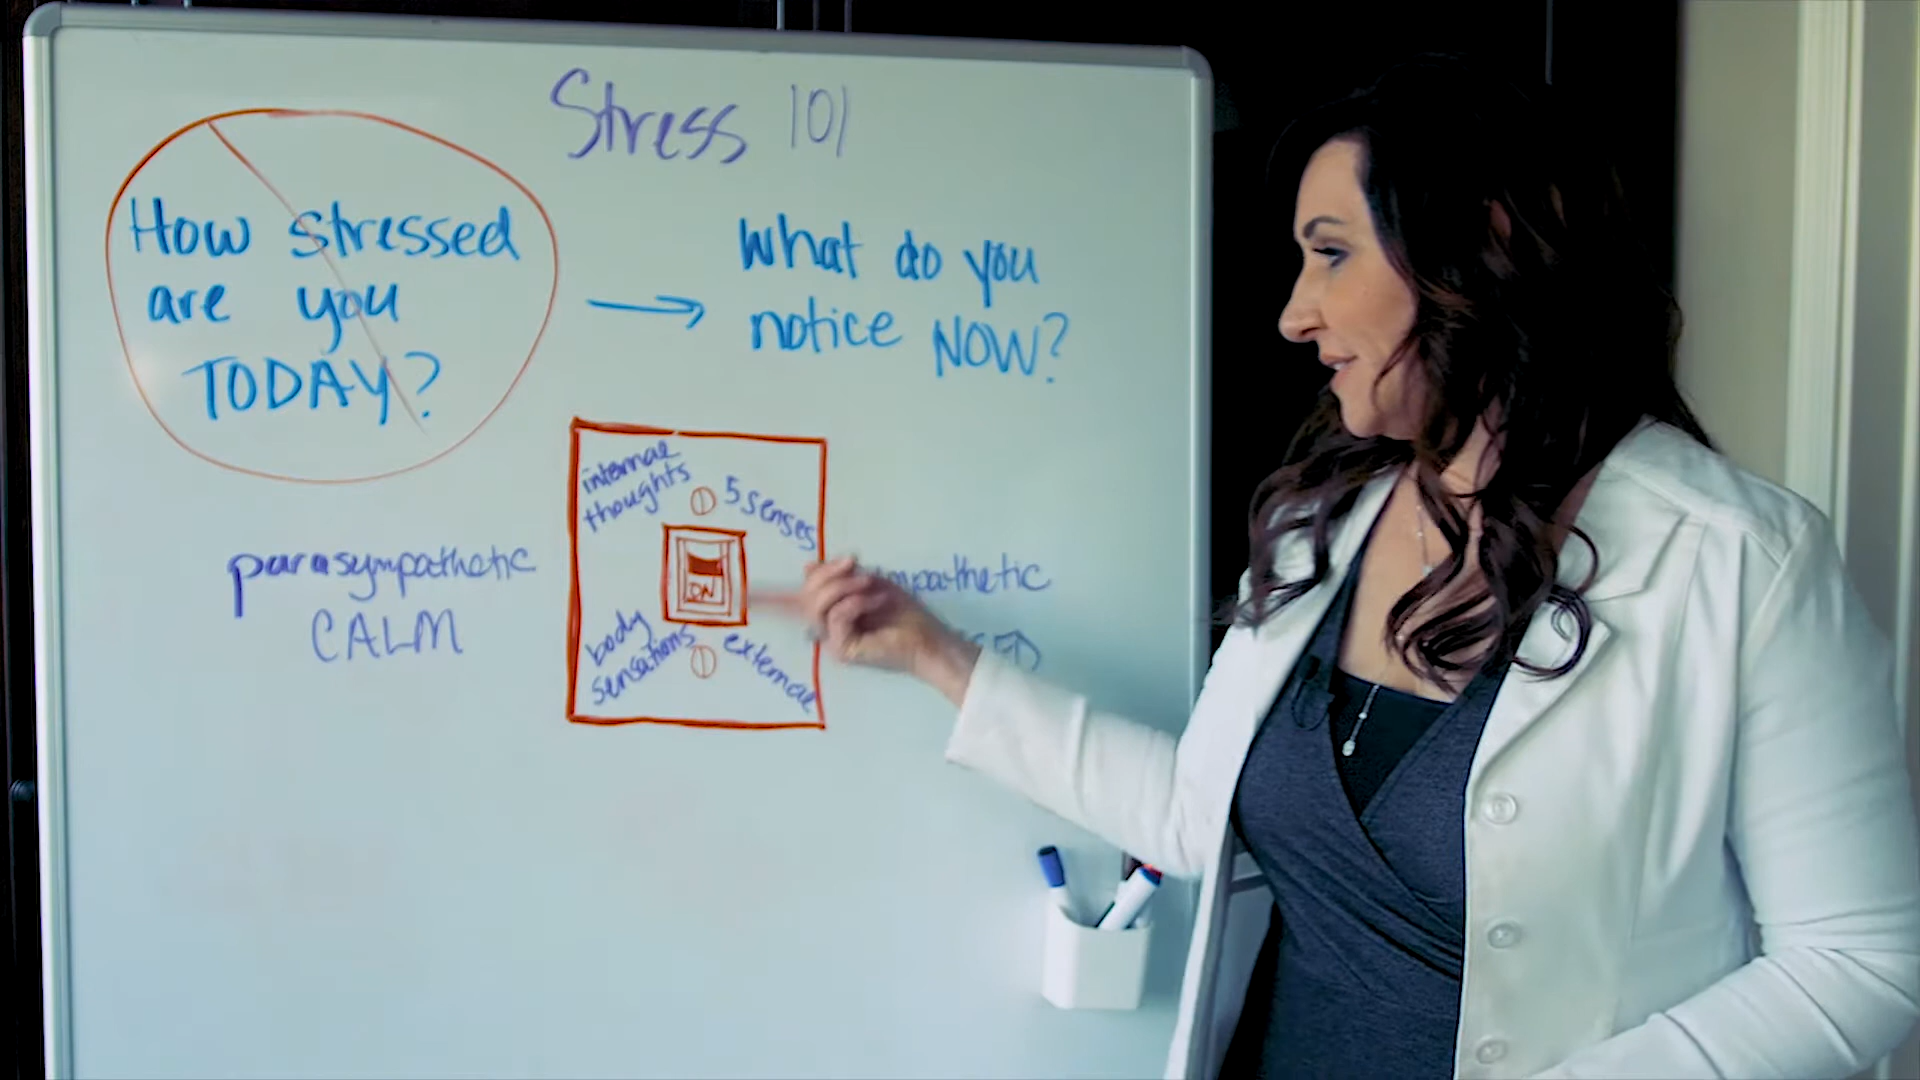 Stress 101
How stressed
are you
TODAY?
What do you
notice NOW?
internal
thoughts
5 senses
ON
body
sensations
external
parasympathetic
CALM